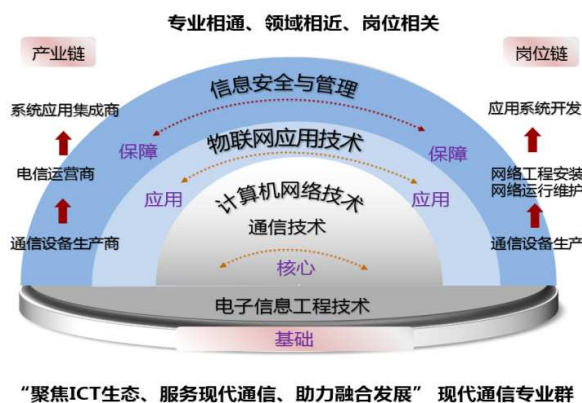 专业相通、领域相近、岗位相关
产业链
岗位链
信息安全与管理
系统应用集成商
应用系统开发
保障
物联网应用技术
保障
电信运营商
网络工程安装
网络运行维护
应用
计算机网络技术
应用
通信技术
通信设备生产商
通信设备生产
核心
电子信息工程技术
基础
“聚焦ICT生态、服务现代通信、助力融合发展” 现代通信专业群